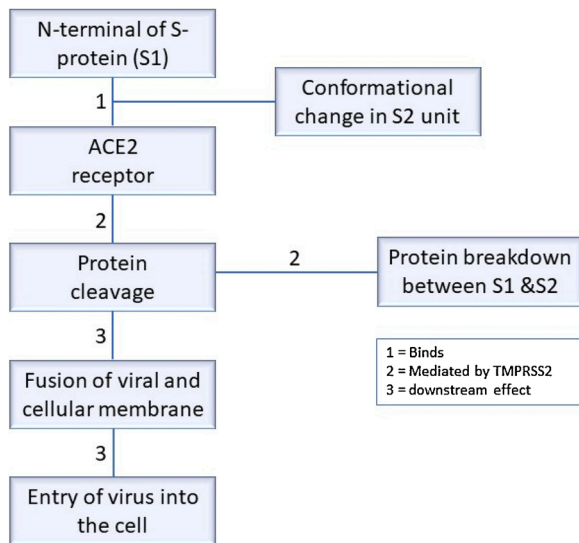 N-terminal of S-
protein (S1)
1
Conformational
change in S2 unit
ACE2
receptor
2
Protein
cleavage
2
Protein breakdown
between S1 &S2
3
1 = Binds
2 = Mediated by TMPRSS2
3 = downstream effect
Fusion of viral and
cellular membrane
3
Entry of virus into
the cell